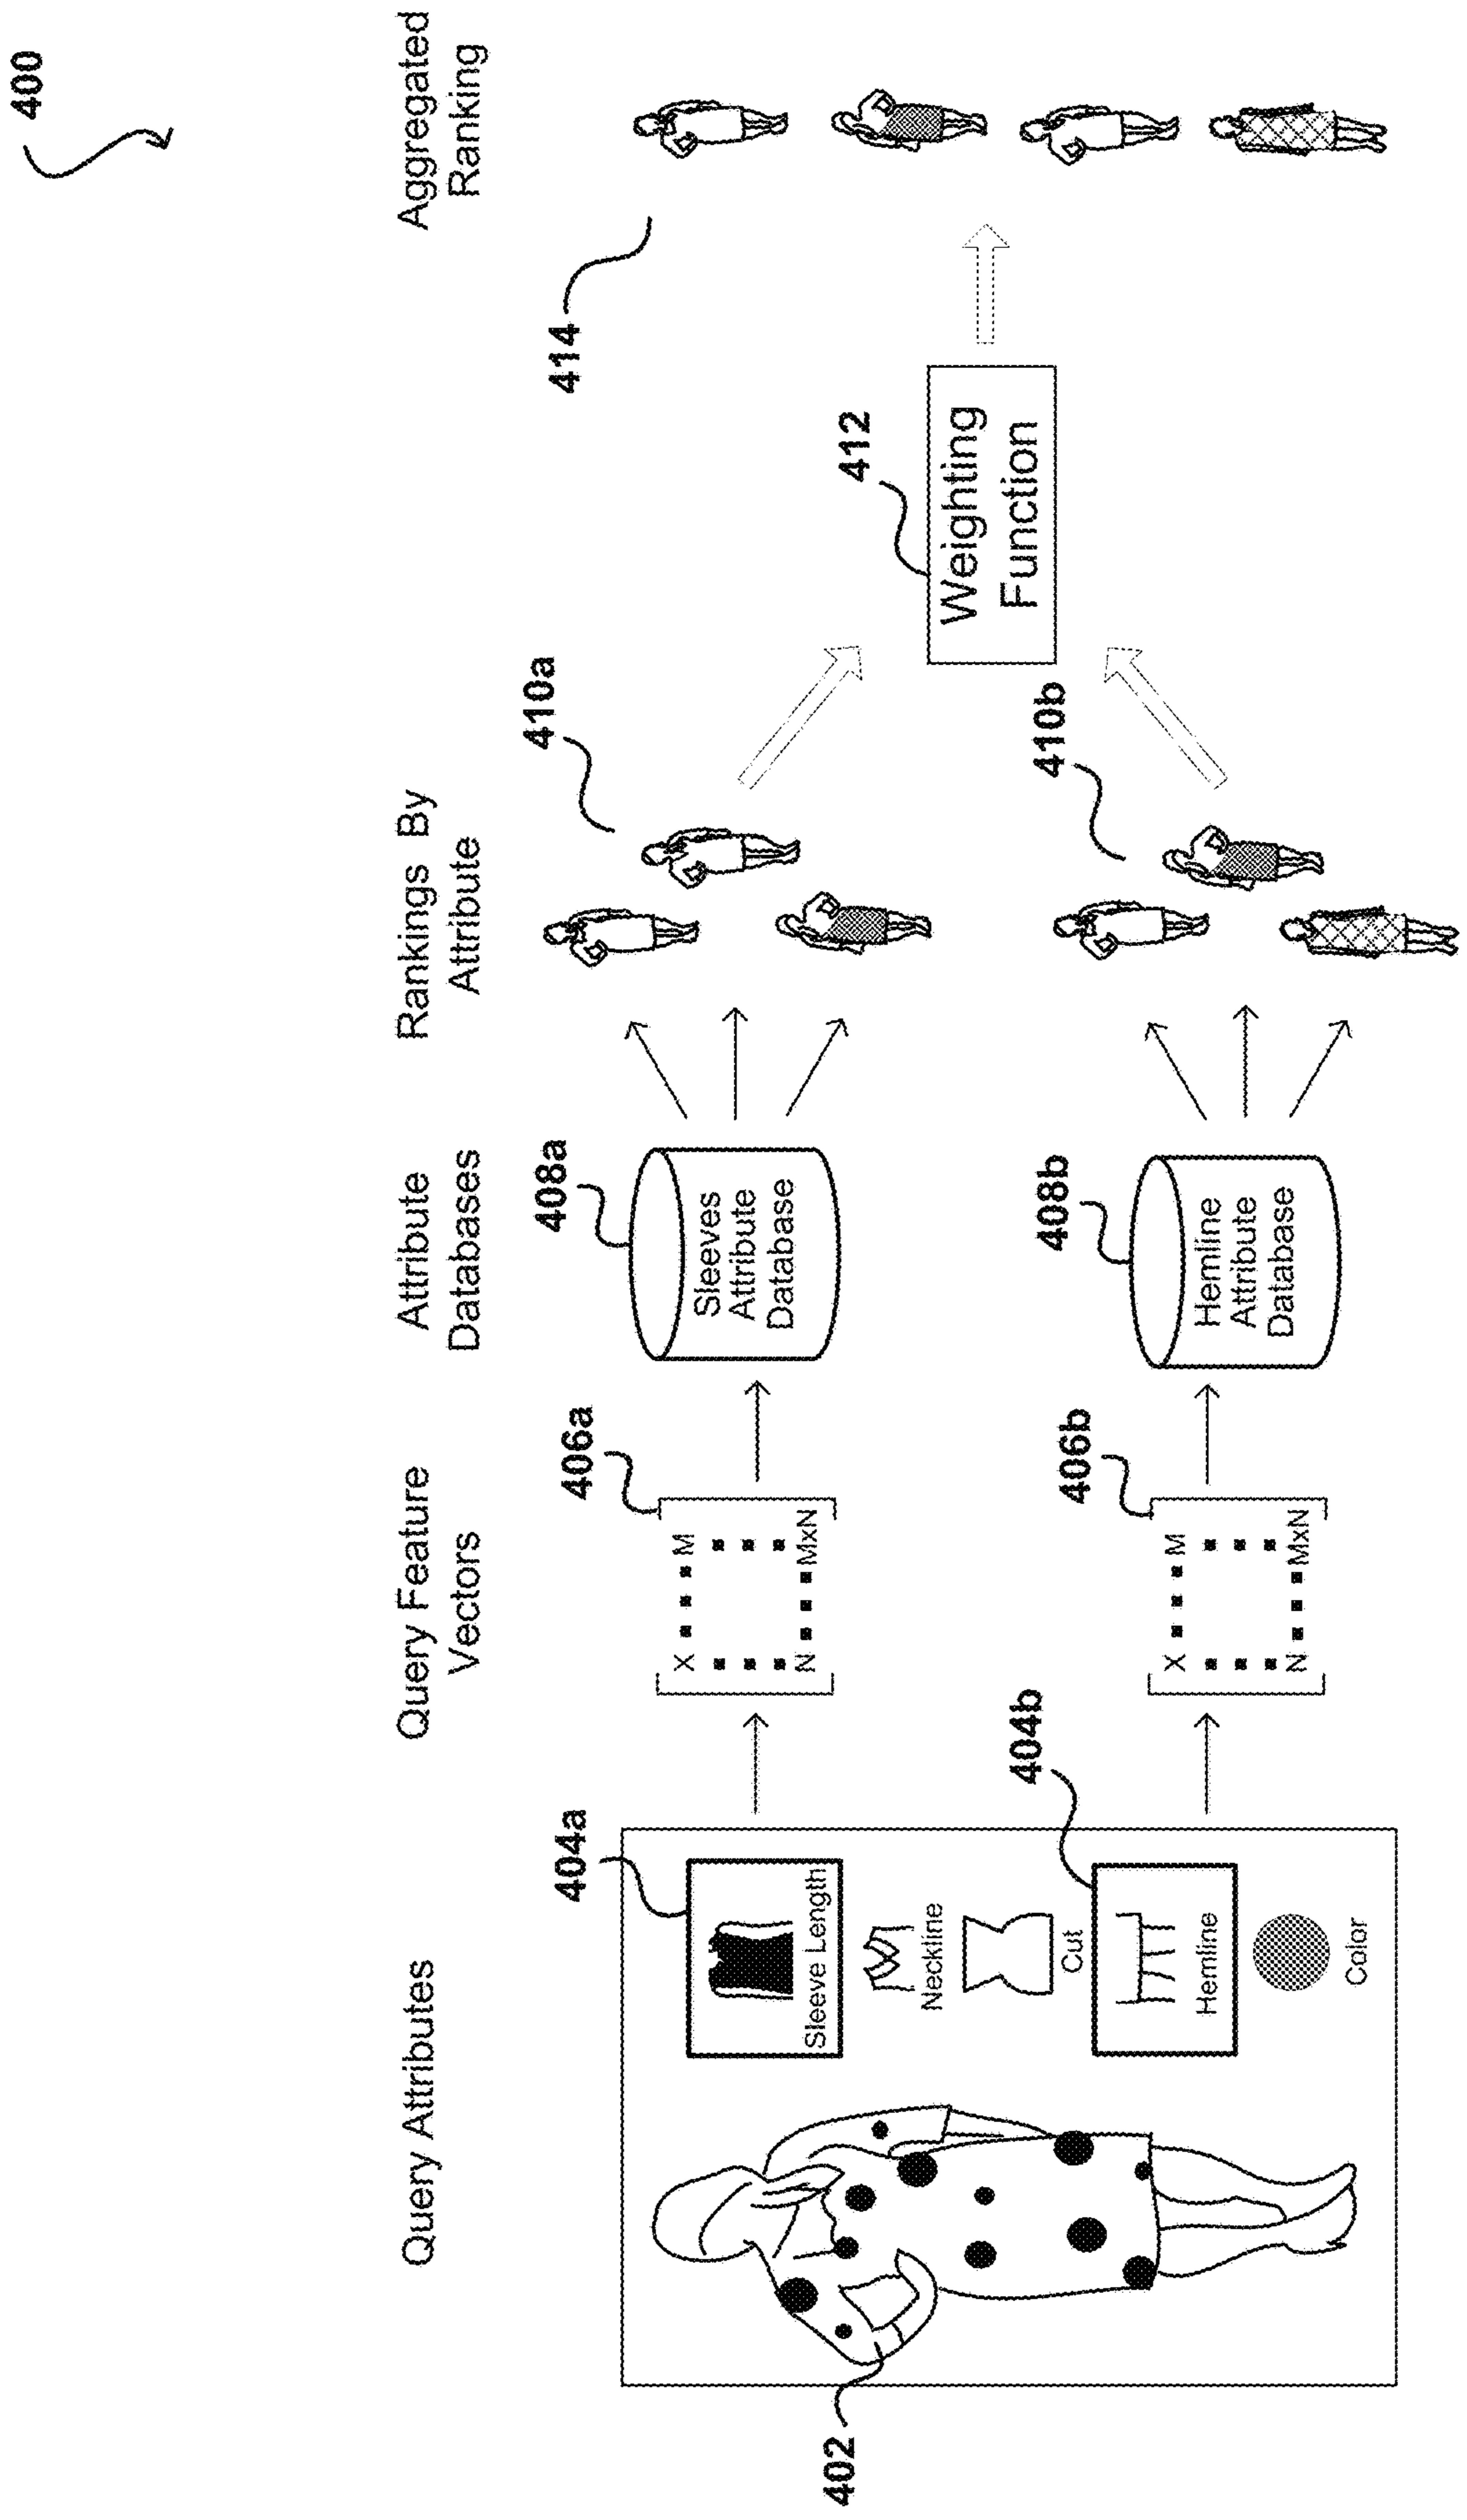 400
Query Attributes
Query Feature
Vectors
Attribute
Databases
Rankings By
Attribute
Aggregated
Ranking
402
404a
Sleeve Length
Neckline
Cut
404b
Hemline
Color
406a
X M
N MxN
406b
X M
N MxN
408a
Sleeves
Attribute
Database
408b
Hemline
Attribute
Database
410a
410b
412
Weighting
Function
414